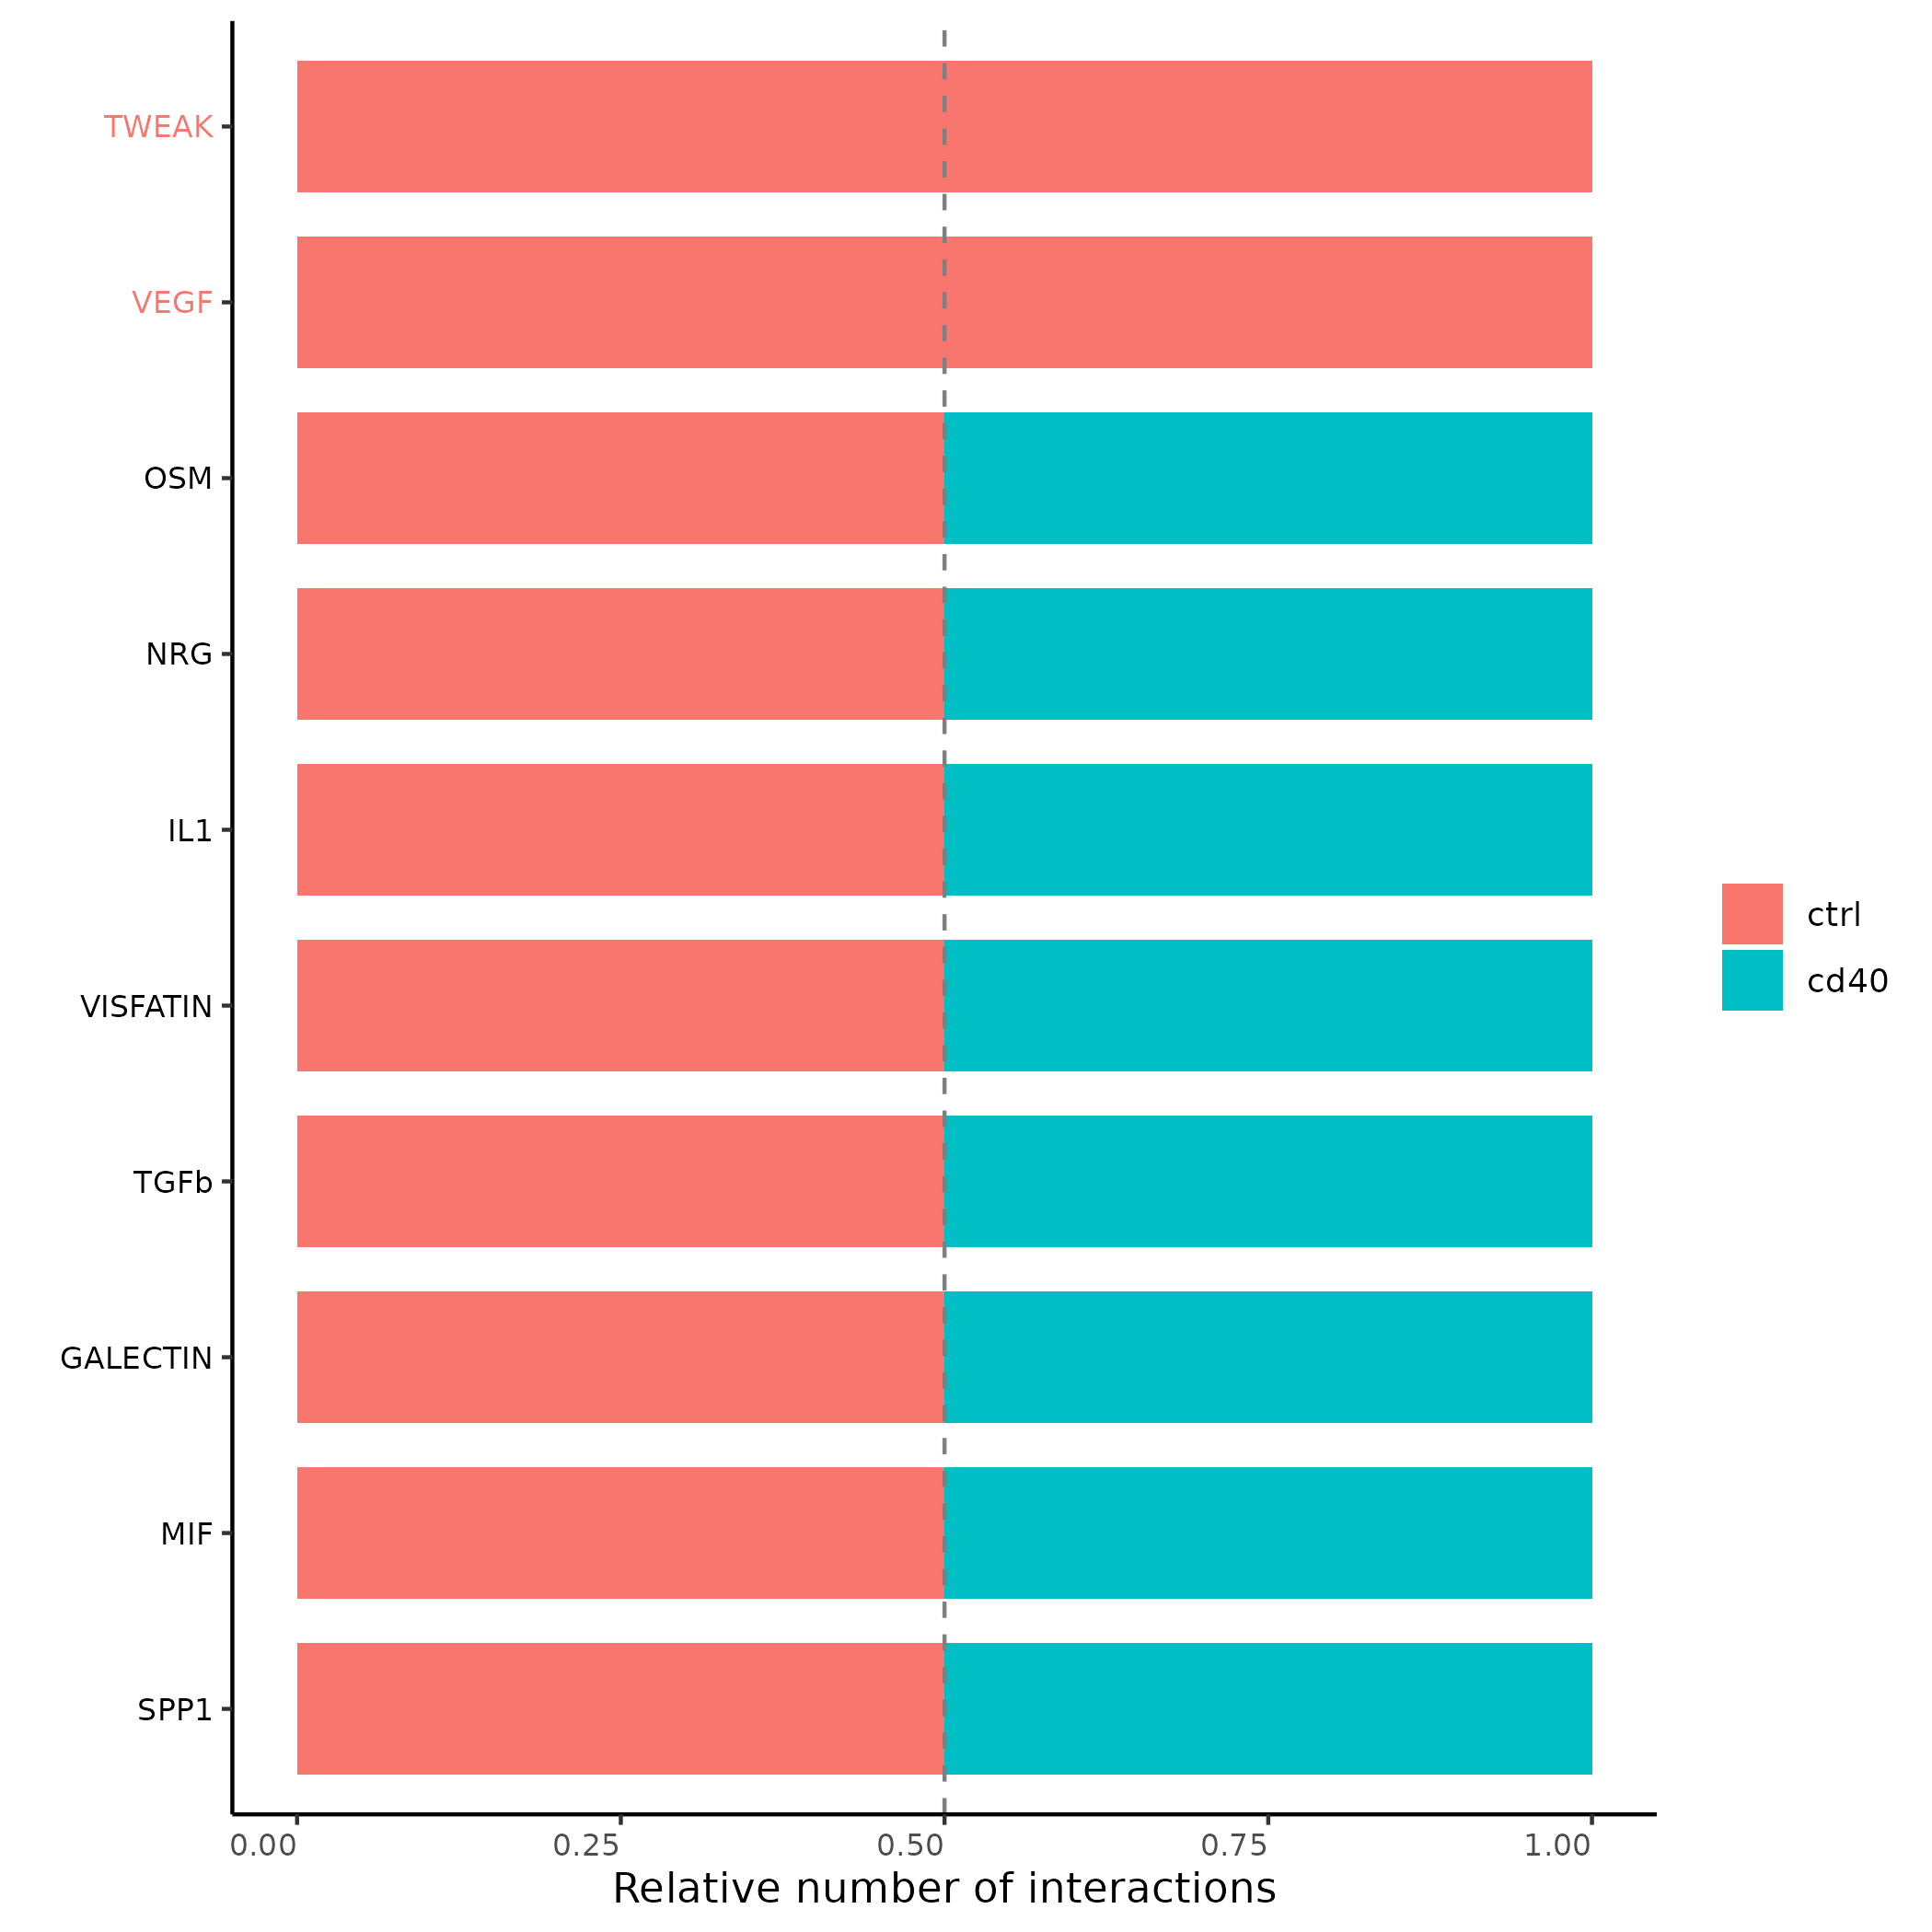 TWEAK
VEGF
OSM
NRG
IL1
VISFATIN
TGFb
GALECTIN
MIF
SPP1
0.00 0.25 0.50 0.75 1.00
Relative number of interactions
ctrl
cd40